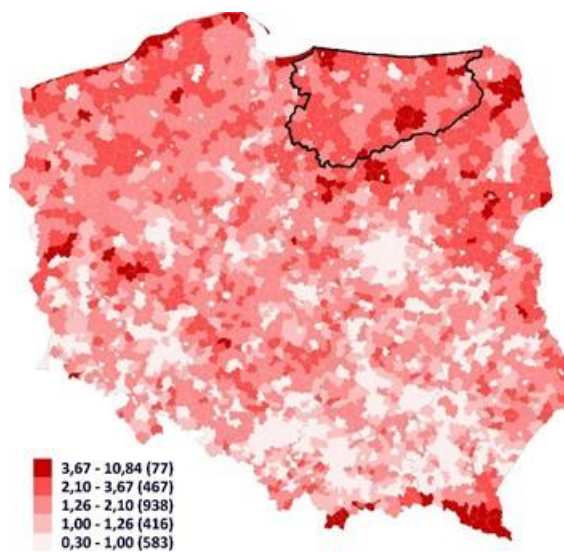 3,67 - 10,84 (77)
2,10 - 3,67 (467)
1,26 - 2,10 (938)
1,00 - 1,26 (416)
0,30 - 1,00 (583)